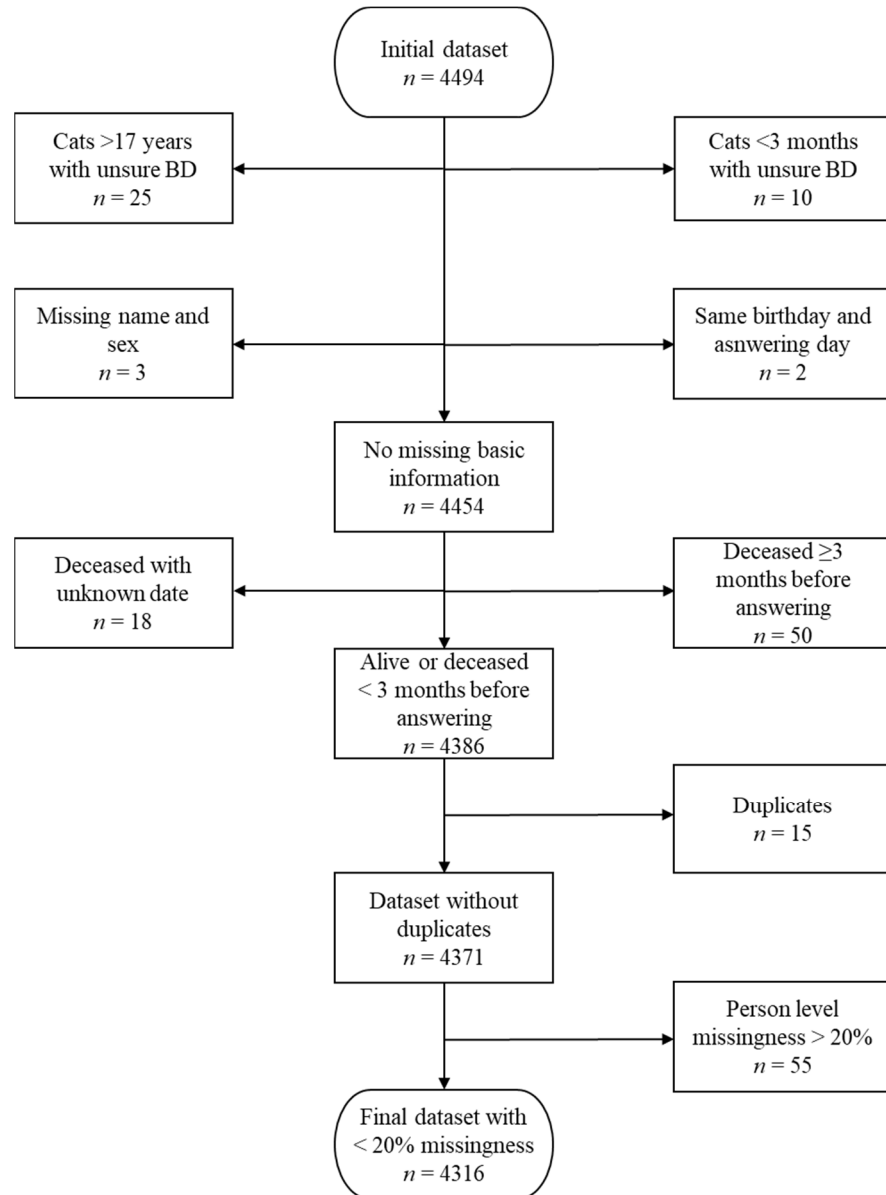 Initial dataset
n = 4494
Cats >17 years
with unsure BD
n = 25
Cats <3 months
with unsure BD
n = 10
Missing name and
sex
n = 3
Same birthday and
asnwering day
n = 2
No missing basic
information
n = 4454
Deceased with
unknown date
n = 18
Deceased ≥3
months before
answering
n = 50
Alive or deceased
< 3 months before
answering
n = 4386
Duplicates
n = 15
Dataset without
duplicates
n = 4371
Person level
missingness > 20%
n = 55
Final dataset with
< 20% missingness
n = 4316